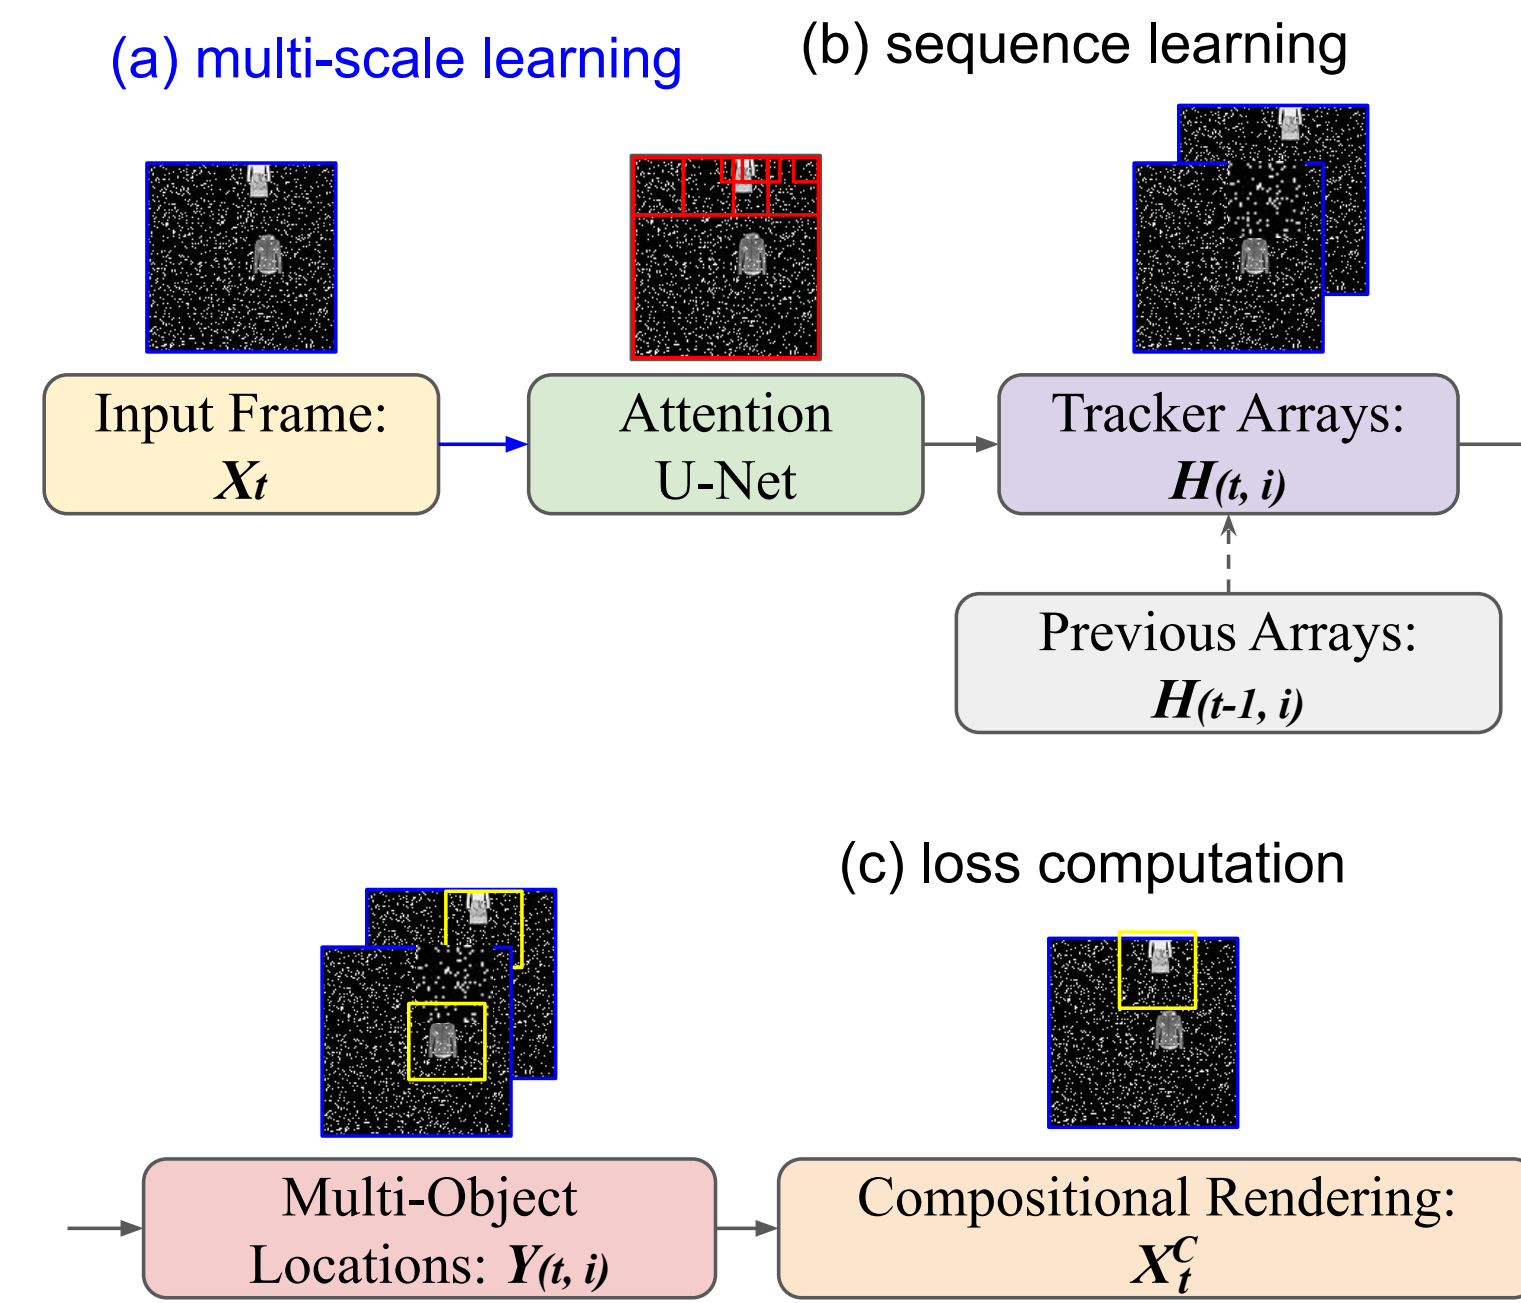 (a) multi-scale learning
(b) sequence learning
Input Frame:
Xt
Attention
U-Net
Tracker Arrays:
H(t, i)
Previous Arrays:
H(t-1, i)
(c) loss computation
Multi-Object
Locations: Y(t, i)
Compositional Rendering:
X_t^C